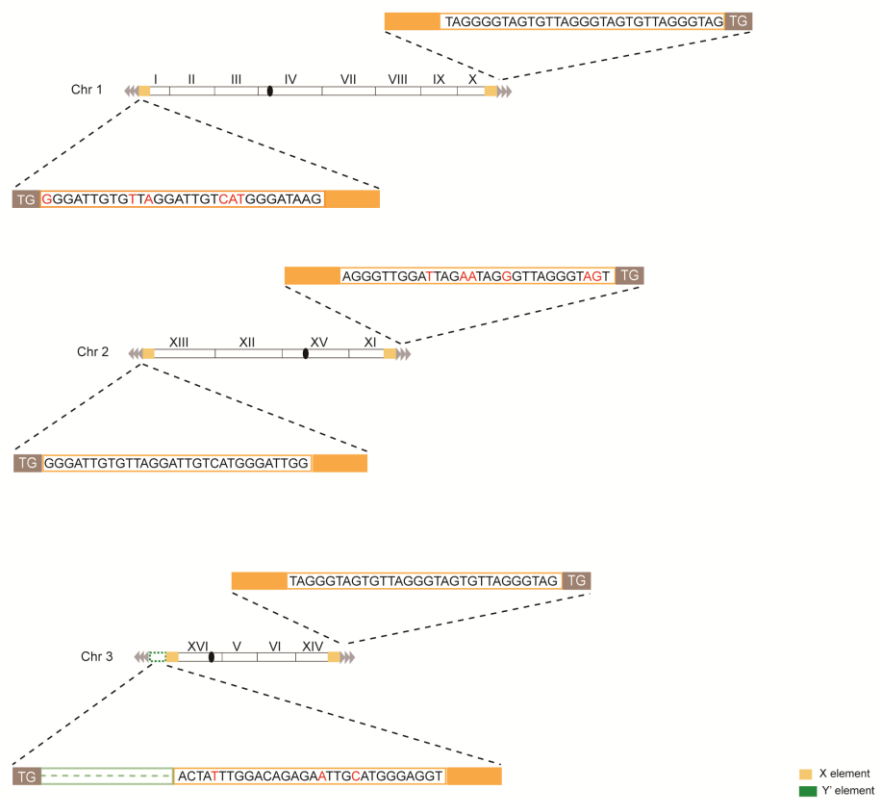 TAGGGGTAGTGTTAGGGTAGTGTTAGGGTAG TG
I II III IV VII VIII IX X
Chr 1
TG GGGATTGTGTTAGGATTGTCATGGGATAAG
AGGGTTGGATTAGAATAGGGTTAGGGTAGT TG
XIII XII XV XI
Chr 2
TG GGGATTGTGTTAGGATTGTCATGGGATTGG
TAGGGTAGTGTTAGGGTAGTGTTAGGGTAG TG
XVI V VI XIV
Chr 3
TG ACTATTTGGACAGAGAATTGCATGGGAGGT
X element
Y' element